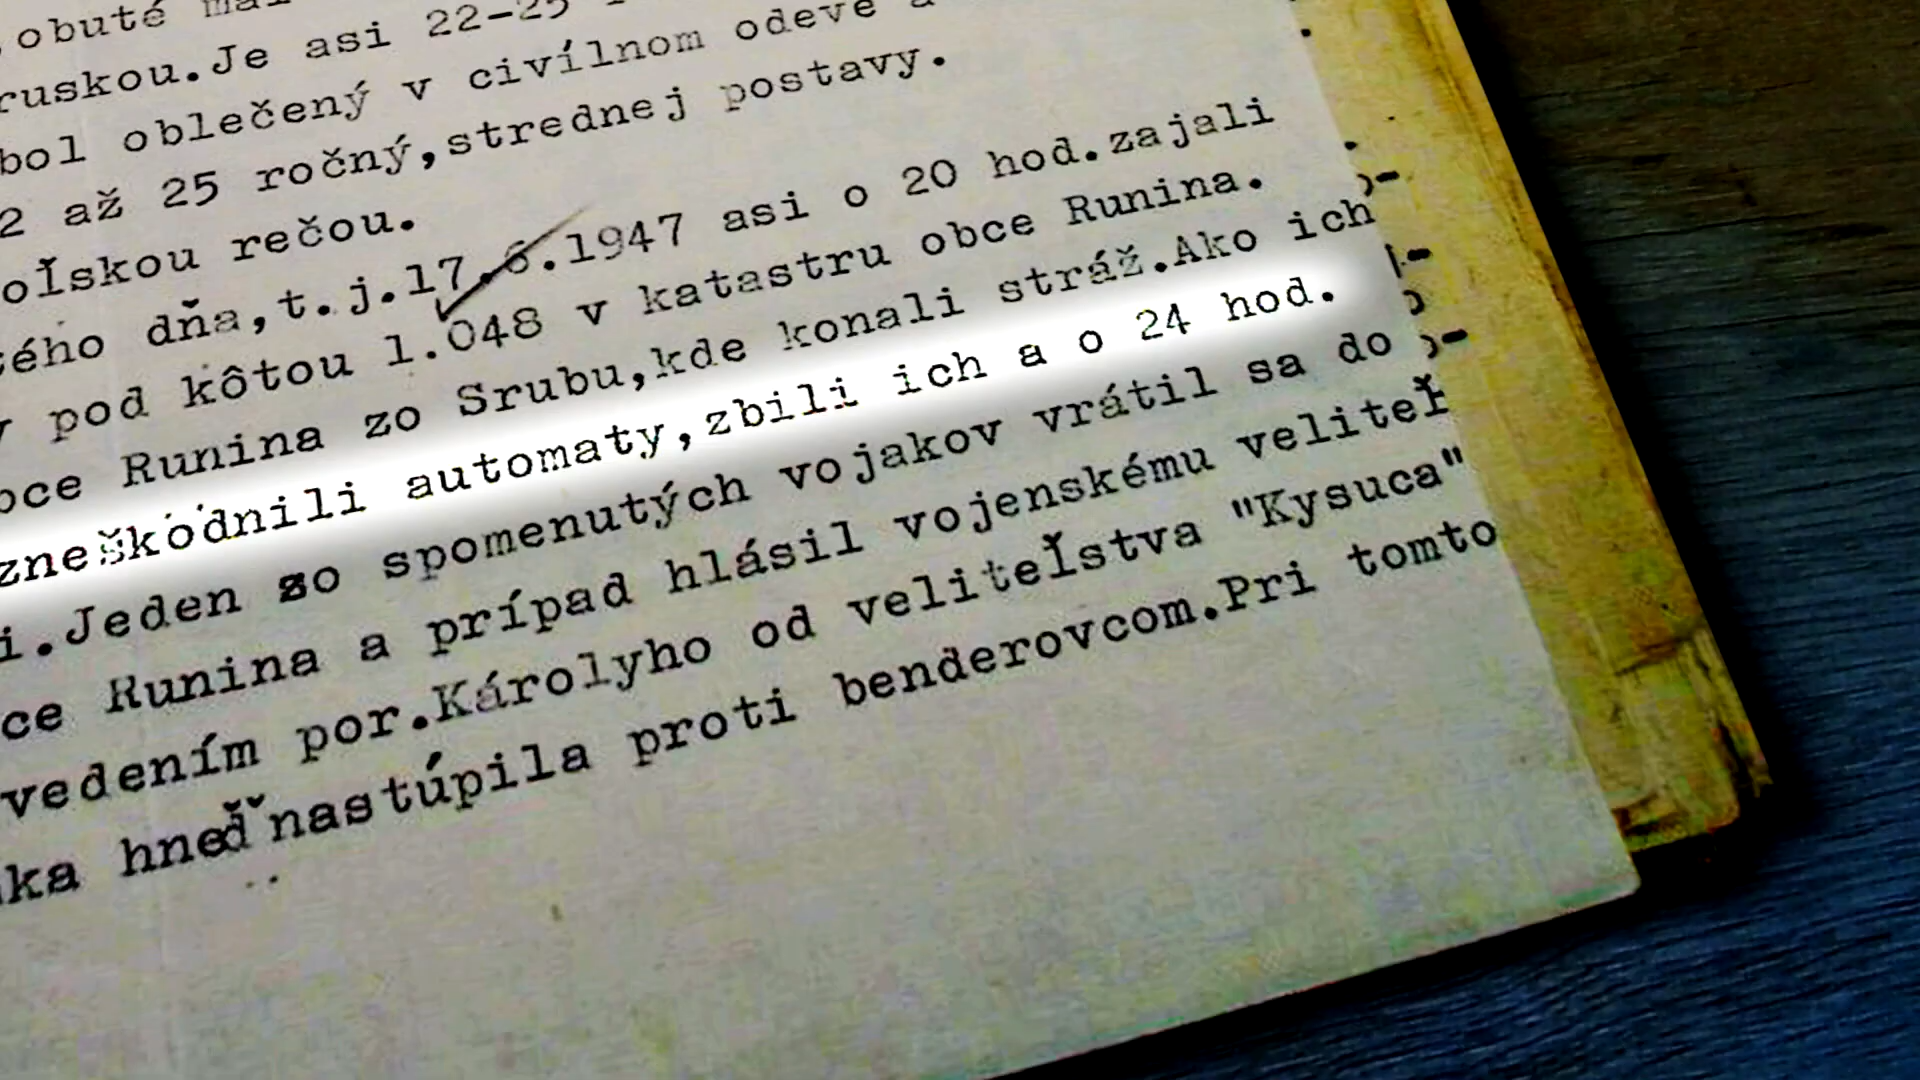 ,obuté
ruskou.Je asi 22-25
bol oblečený v civílnom odeve a
2 až 25 ročný,strednej postavy.
oľskou rečou.
tého dňa,t.j.17.6.1947 asi o 20 hod.zajali
pod kôtou 1.048 v katastru obce Runina.
bce Runina zo Srubu,kde konali stráž.Ako ich
zneškodnili automaty,zbili ich a o 24 hod.
i.Jeden zo spomenutých vojakov vrátil sa do
ce Runina a prípad hlásil vojenskému veliteľ
vedením por.Károlyho od veliteľstva "Kysuca"
ka hneď nastúpila proti benderovcom.Pri tomto